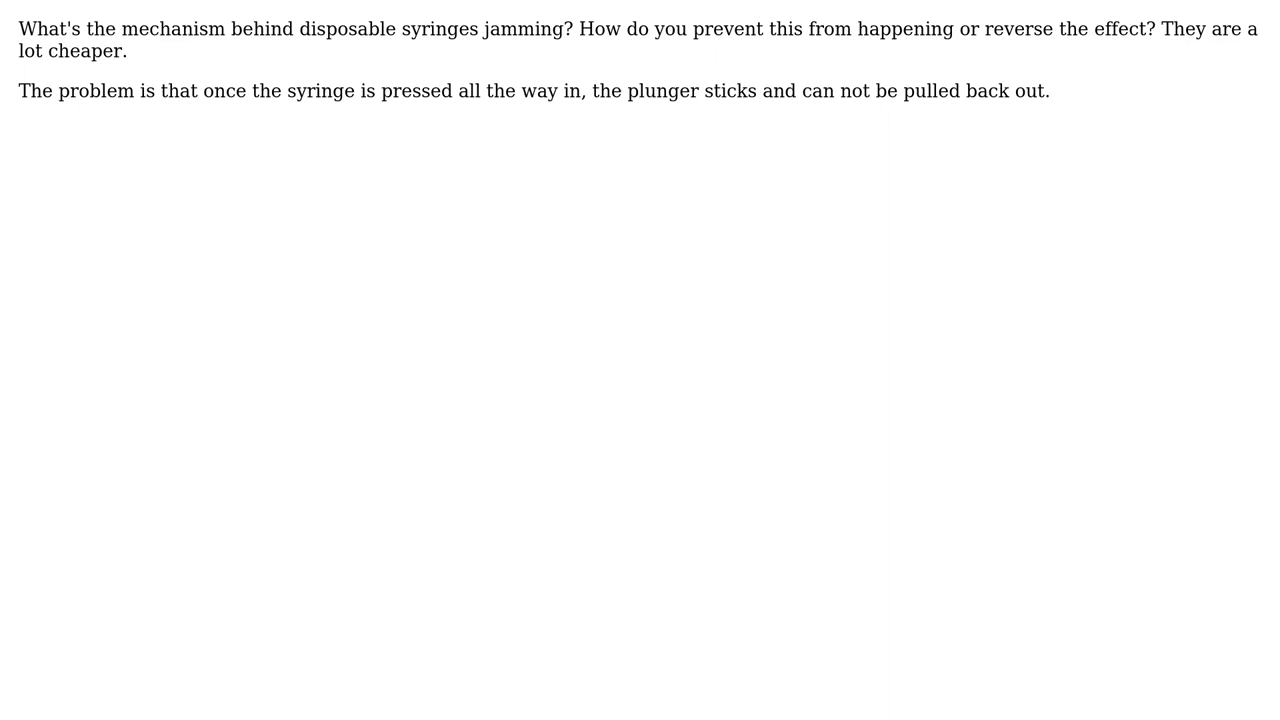 What's the mechanism behind disposable syringes jamming? How do you prevent this from happening or reverse the effect? They are a
lot cheaper.
The problem is that once the syringe is pressed all the way in, the plunger sticks and can not be pulled back out.